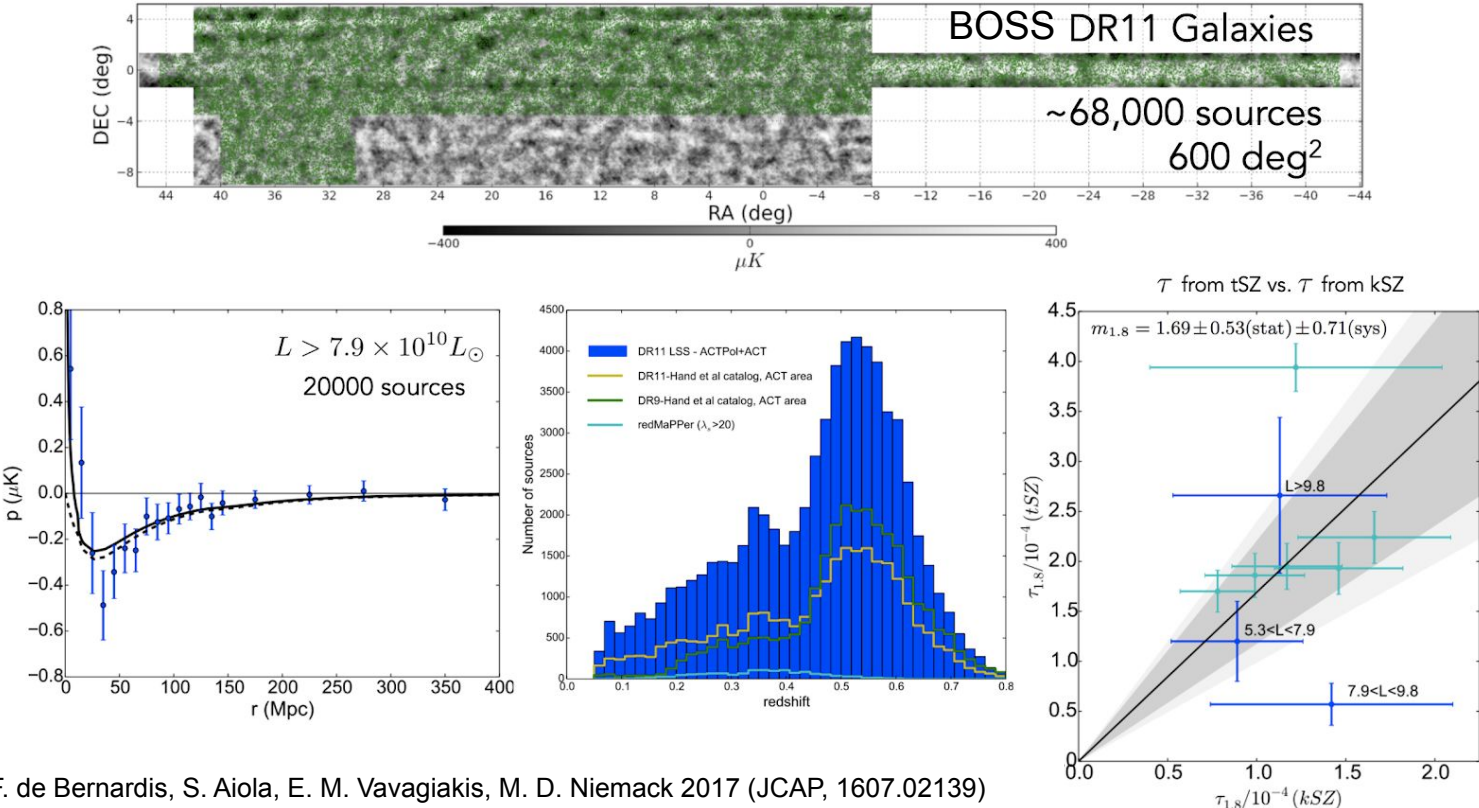 BOSS DR11 Galaxies
~68,000 sources
600 deg²
DEC (deg)
4
0
−4
−8
44 40 36 32 28 24 20 16 12 8 4 0 −4 −8 −12 −16 −20 −24 −28 −32 −36 −40 −44
RA (deg)
−400 0 400
μK
0.8
0.6
0.4
0.2
0.0
−0.2
−0.4
−0.6
−0.8
p (μK)
L > 7.9 × 10¹⁰ L☉
20000 sources
0 50 100 150 200 250 300 350 400
r (Mpc)
4500
4000
3500
3000
2500
2000
1500
1000
500
0
Number of sources
DR11 LSS - ACTPol+ACT
DR11-Hand et al catalog, ACT area
DR9-Hand et al catalog, ACT area
redMaPPer (λ, >20)
0.0 0.1 0.2 0.3 0.4 0.5 0.6 0.7 0.8
redshift
τ from tSZ vs. τ from kSZ
m₁.₈ = 1.69 ± 0.53(stat) ± 0.71(sys)
4.5
4.0
3.5
3.0
2.5
2.0
1.5
1.0
0.5
0
τ₁.₈/10⁻⁴ (tSZ)
L>9.8
5.3<L<7.9
7.9<L<9.8
0.0 0.5 1.0 1.5 2.0
τ₁.₈/10⁻⁴ (kSZ)
. de Bernardis, S. Aiola, E. M. Vavagiakis, M. D. Niemack 2017 (JCAP, 1607.02139)